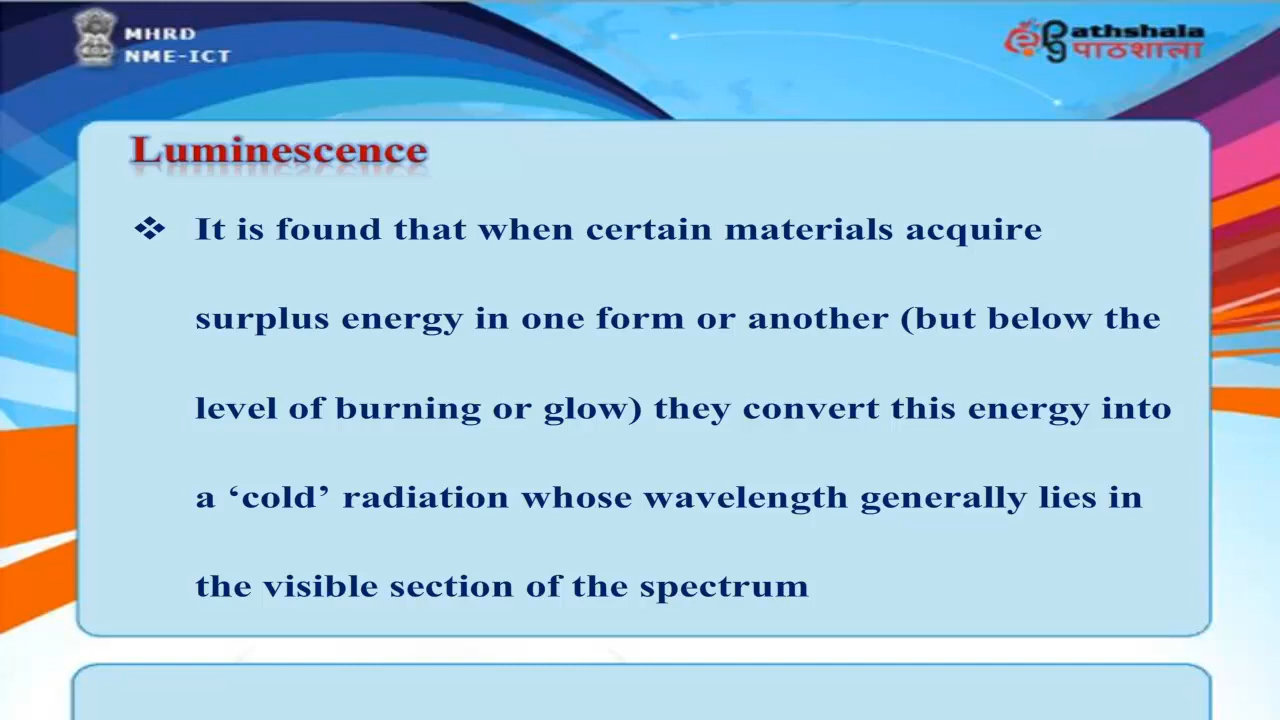 MHRD
NME-ICT
ePathshala
पाठशाला
Luminescence
❖ It is found that when certain materials acquire
surplus energy in one form or another (but below the
level of burning or glow) they convert this energy into
a ‘cold’ radiation whose wavelength generally lies in
the visible section of the spectrum